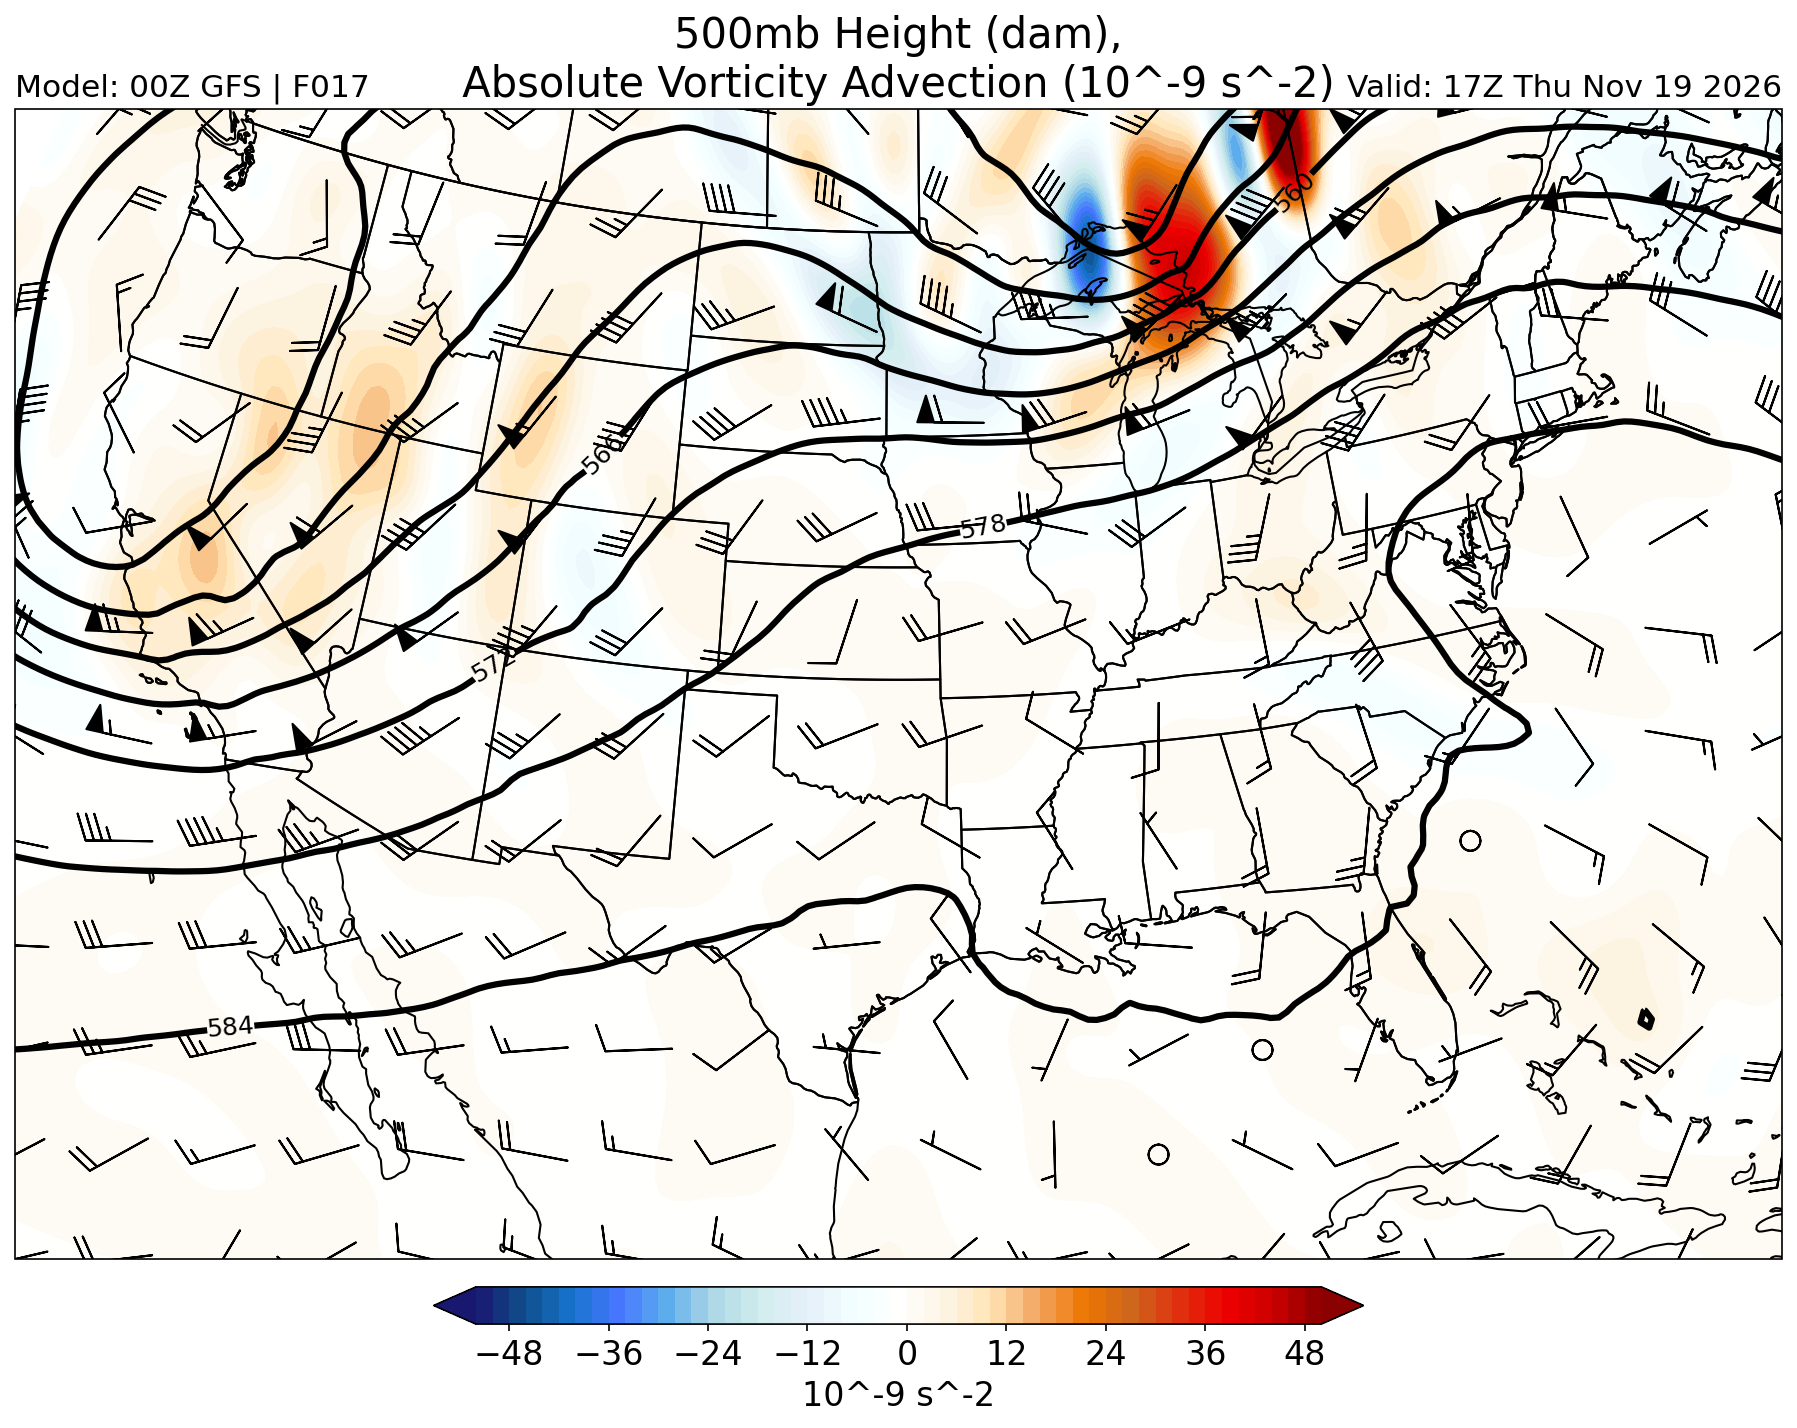 500mb Height (dam),
Model: 00Z GFS | F017
Absolute Vorticity Advection (10^-9 s^-2)
Valid: 17Z Thu Nov 19 2026
560
566
578
572
584
−48 −36 −24 −12 0 12 24 36 48
10^-9 s^-2